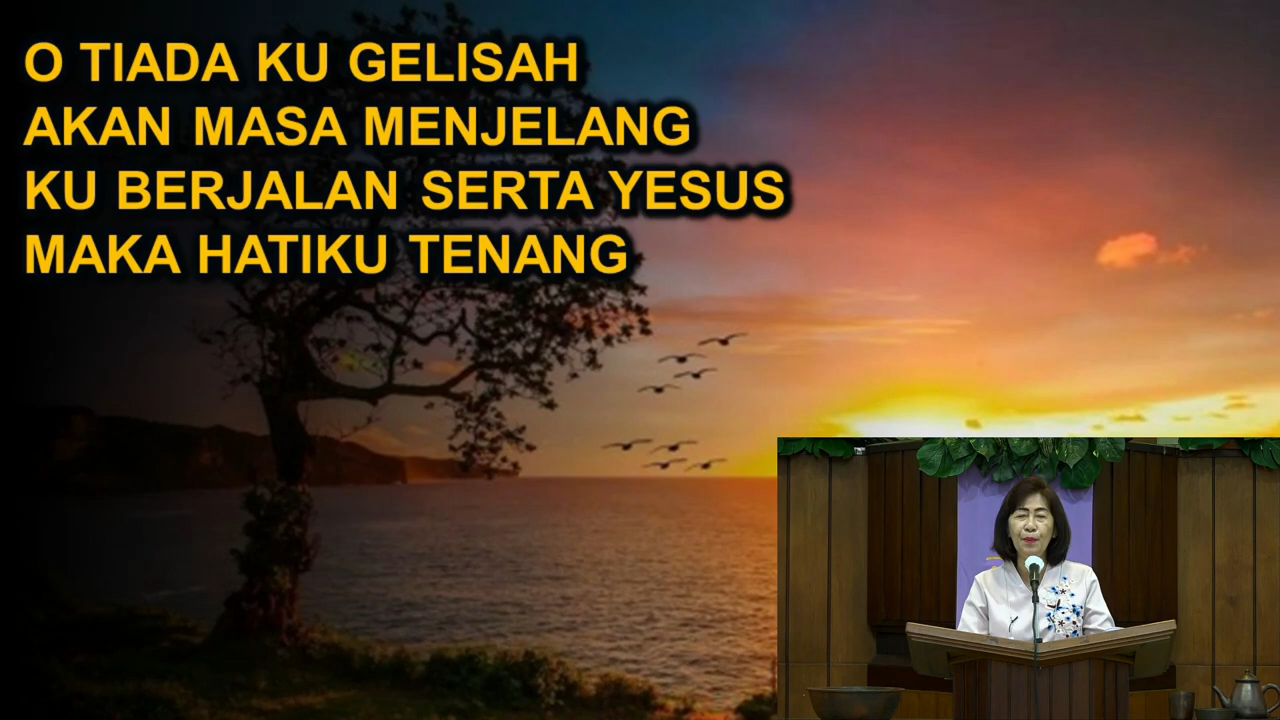 O TIADA KU GELISAH
AKAN MASA MENJELANG
KU BERJALAN SERTA YESUS
MAKA HATIKU TENANG